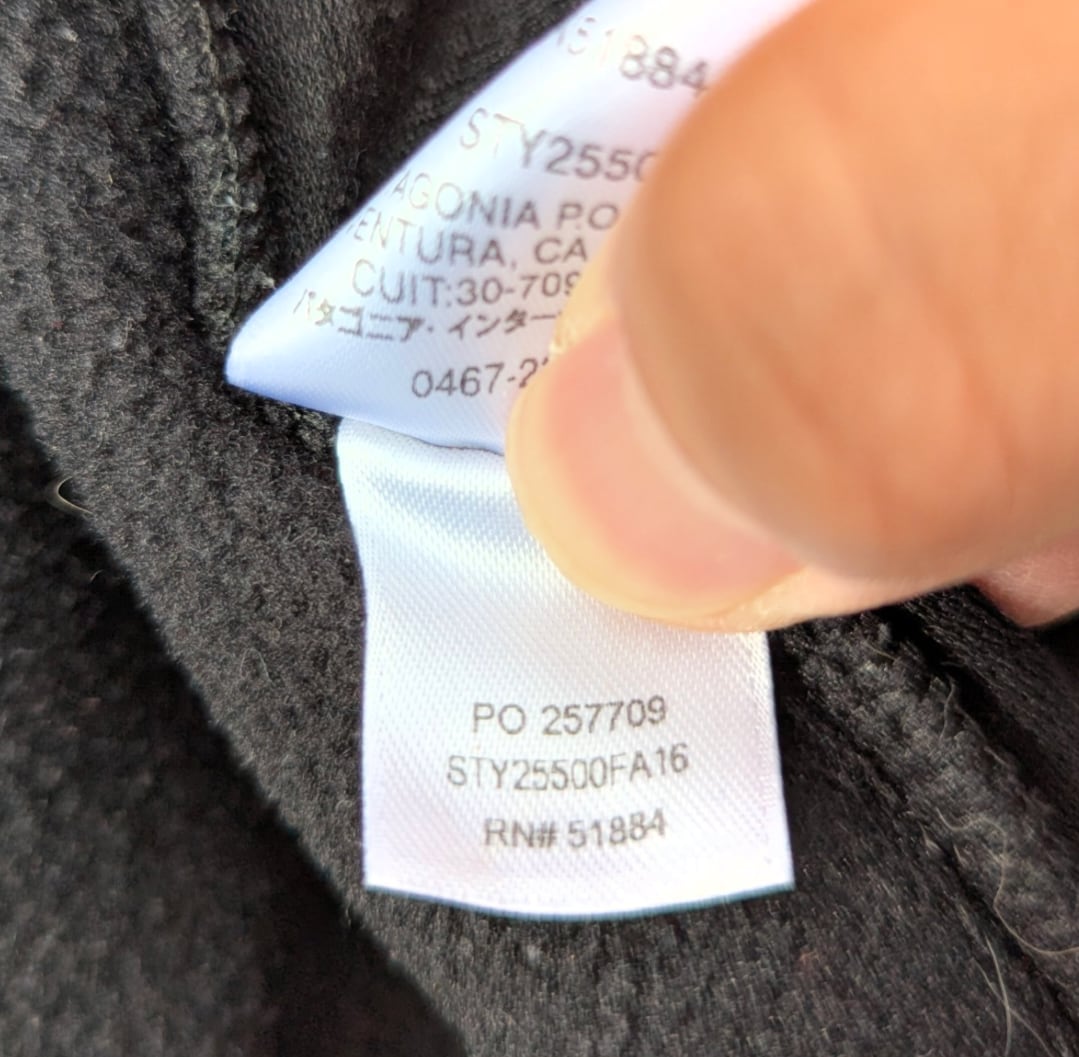 51884
STY2550
AGONIA P.O
ENTURA, CA
CUIT:30-709
パタゴニア・インター
0467-2
PO 257709
STY25500FA16
RN# 51884